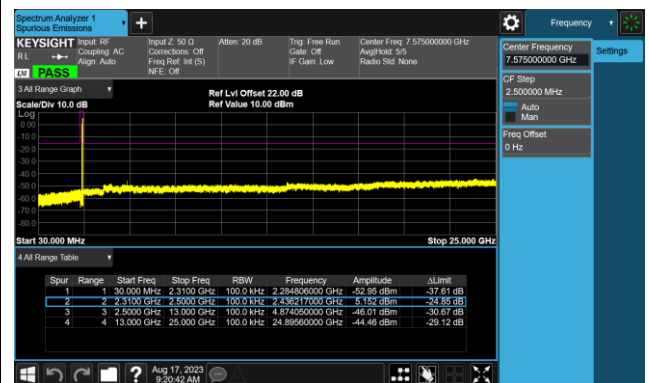 Spectrum Analyzer 1
Spurious Emissions
Frequency
KEYSIGHT
Input: RF
Coupling: AC
Align: Auto
Input Z: 50 Ω
Corrections: Off
Freq Ref: Int (S)
NFE: Off
Atten: 20 dB
Trig: Free Run
Gate: Off
IF Gain: Low
Center Freq: 7.575000000 GHz
Avg|Hold: 5/5
Radio Std: None
RL
LXI
PASS
Center Frequency
7.575000000 GHz
Settings
CF Step
2.500000 MHz
Auto
Man
Freq Offset
0 Hz
3 All Range Graph
Scale/Div 10.0 dB
Ref Lvl Offset 22.00 dB
Ref Value 10.00 dBm
Log
0.00
-10.0
-20.0
-30.0
-40.0
-50.0
-60.0
-70.0
-80.0
Start 30.000 MHz
Stop 25.000 GHz
4 All Range Table
Spur Range Start Freq Stop Freq RBW Frequency Amplitude ΔLimit
1 1 30.000 MHz 2.3100 GHz 100.0 kHz 2.284806000 GHz -52.95 dBm -37.61 dB
2 2 2.3100 GHz 2.5000 GHz 100.0 kHz 2.436217000 GHz 5.152 dBm -24.85 dB
3 3 2.5000 GHz 13.000 GHz 100.0 kHz 4.874050000 GHz -46.01 dBm -30.67 dB
4 4 13.000 GHz 25.000 GHz 100.0 kHz 24.89560000 GHz -44.46 dBm -29.12 dB
?
Aug 17, 2023
9:20:42 AM